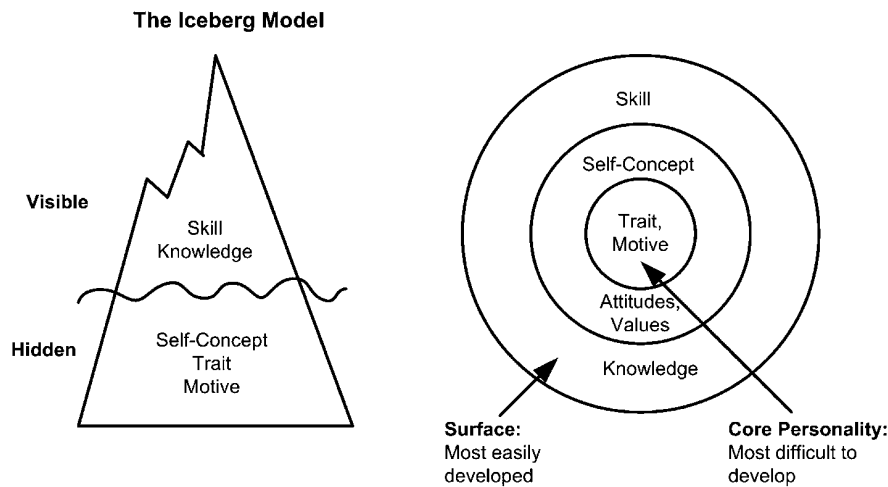 The Iceberg Model
Visible
Skill
Knowledge
Hidden
Self-Concept
Trait
Motive
Skill
Self-Concept
Trait,
Motive
Attitudes,
Values
Knowledge
Surface:
Most easily
developed
Core Personality:
Most difficult to
develop